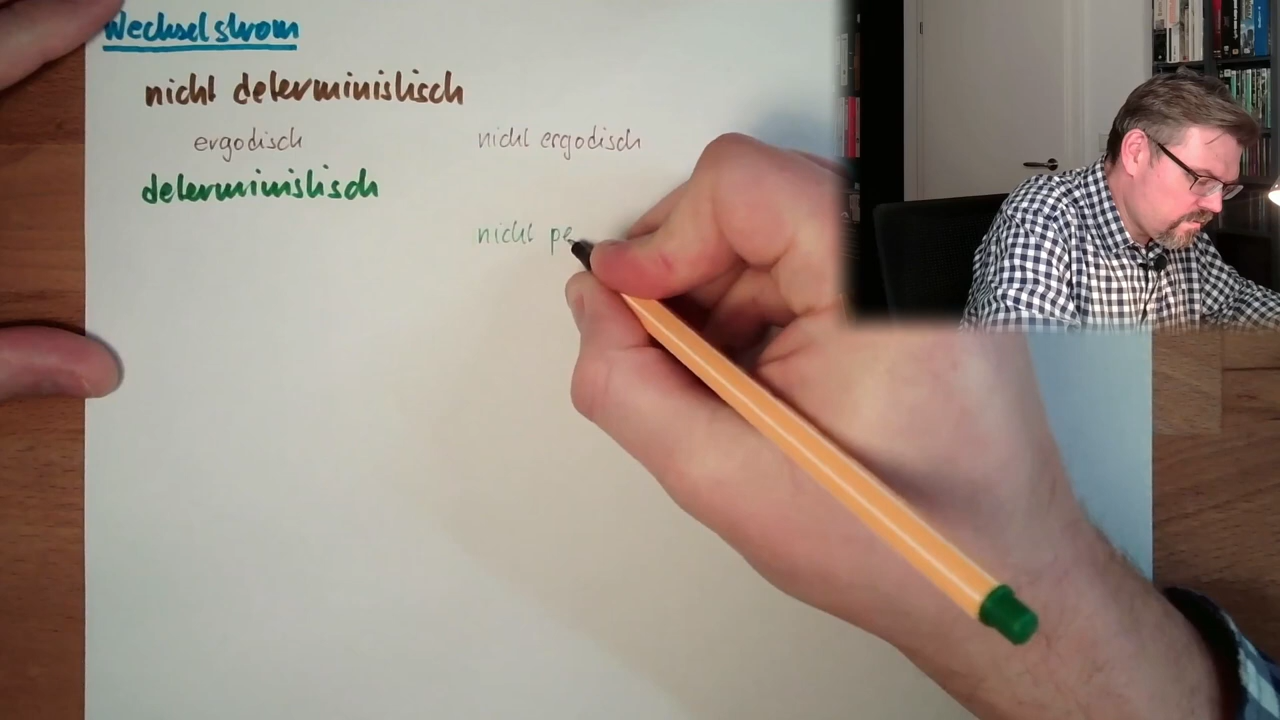 Wechselstrom
nicht deterministisch
ergodisch nicht ergodisch
deterministisch
nicht pe